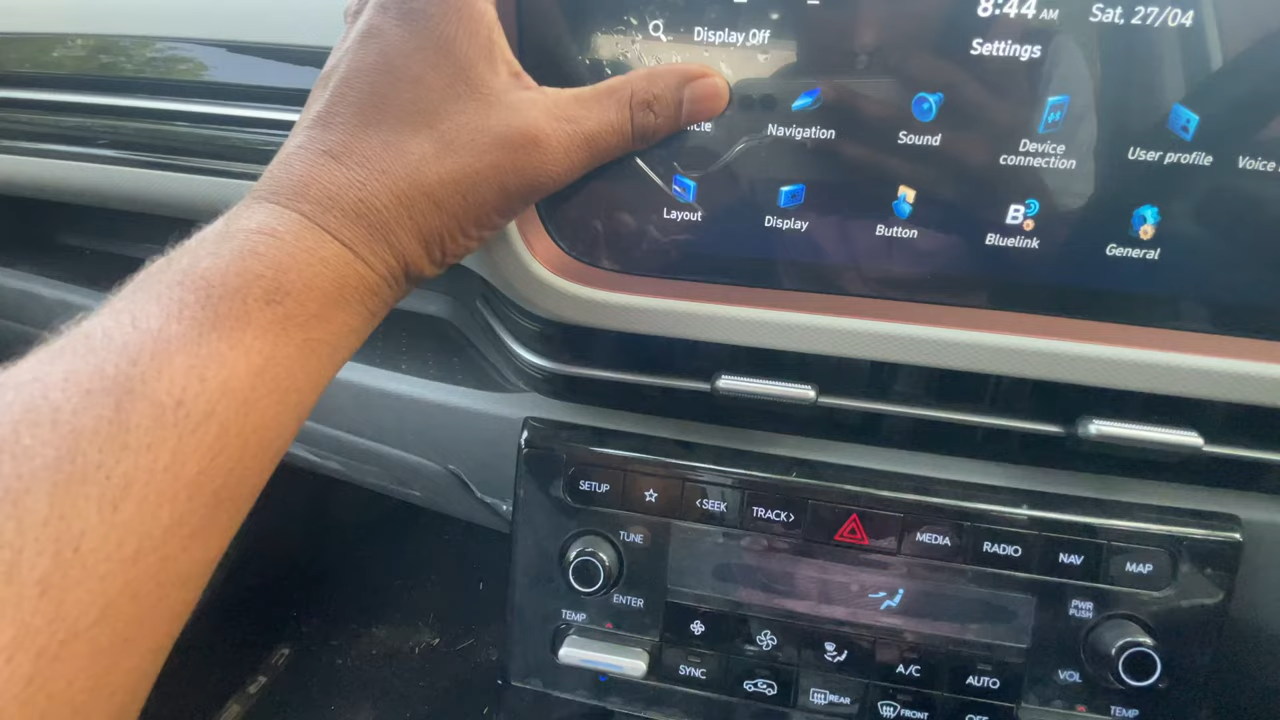 8:44 AM
Sat, 27/04
Display Off
Settings
Navigation
Sound
Device
connection
User profile
Voice
Layout
Display
Button
B
Bluelink
General
SETUP
<SEEK
TRACK>
MEDIA
RADIO
NAV
MAP
TUNE
ENTER
PWR
PUSH
TEMP
SYNC
A/C
AUTO
VOL
REAR
FRONT
OFF
TEMP